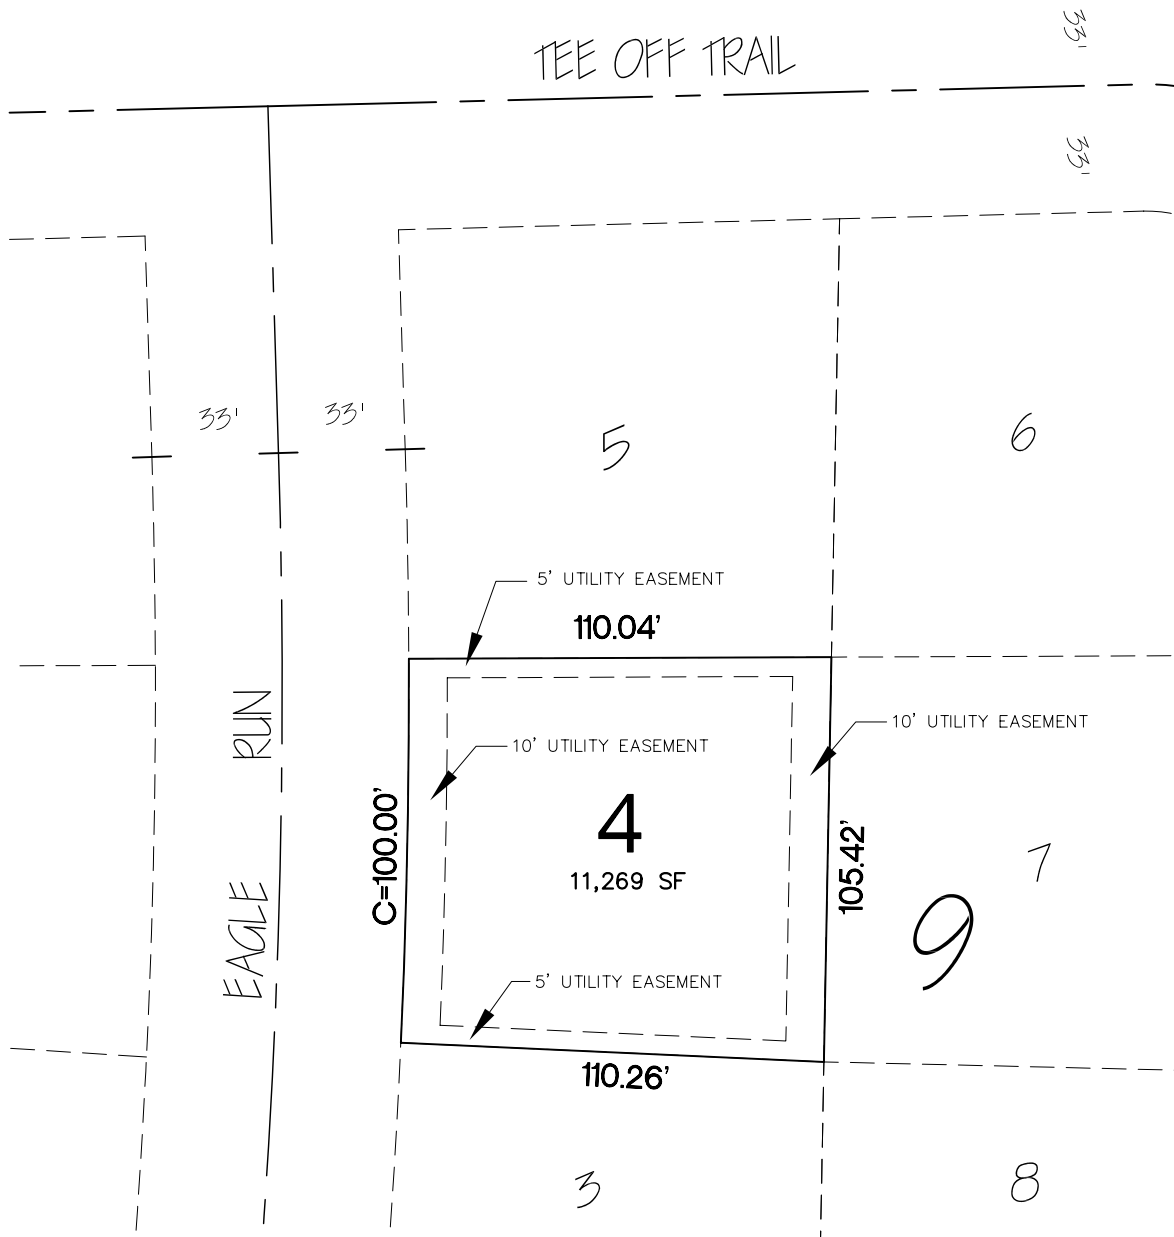 33'
TEE OFF TRAIL
33'
33'
33'
5
6
5' UTILITY EASEMENT
110.04'
RUN
10' UTILITY EASEMENT
10' UTILITY EASEMENT
C=100.00'
4
11,269 SF
105.42'
7
EAGLE
9
5' UTILITY EASEMENT
110.26'
3
8